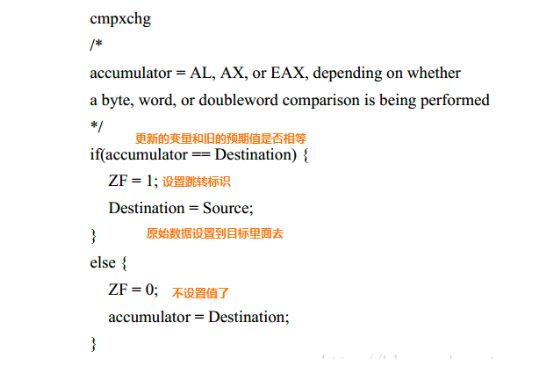 cmpxchg
/*
accumulator = AL, AX, or EAX, depending on whether
a byte, word, or doubleword comparison is being performed
*/
更新的变量和旧的预期值是否相等
if(accumulator == Destination) {
ZF = 1; 设置跳转标识
Destination = Source;
} 原始数据设置到目标里面去
else {
ZF = 0; 不设置值了
accumulator = Destination;
}